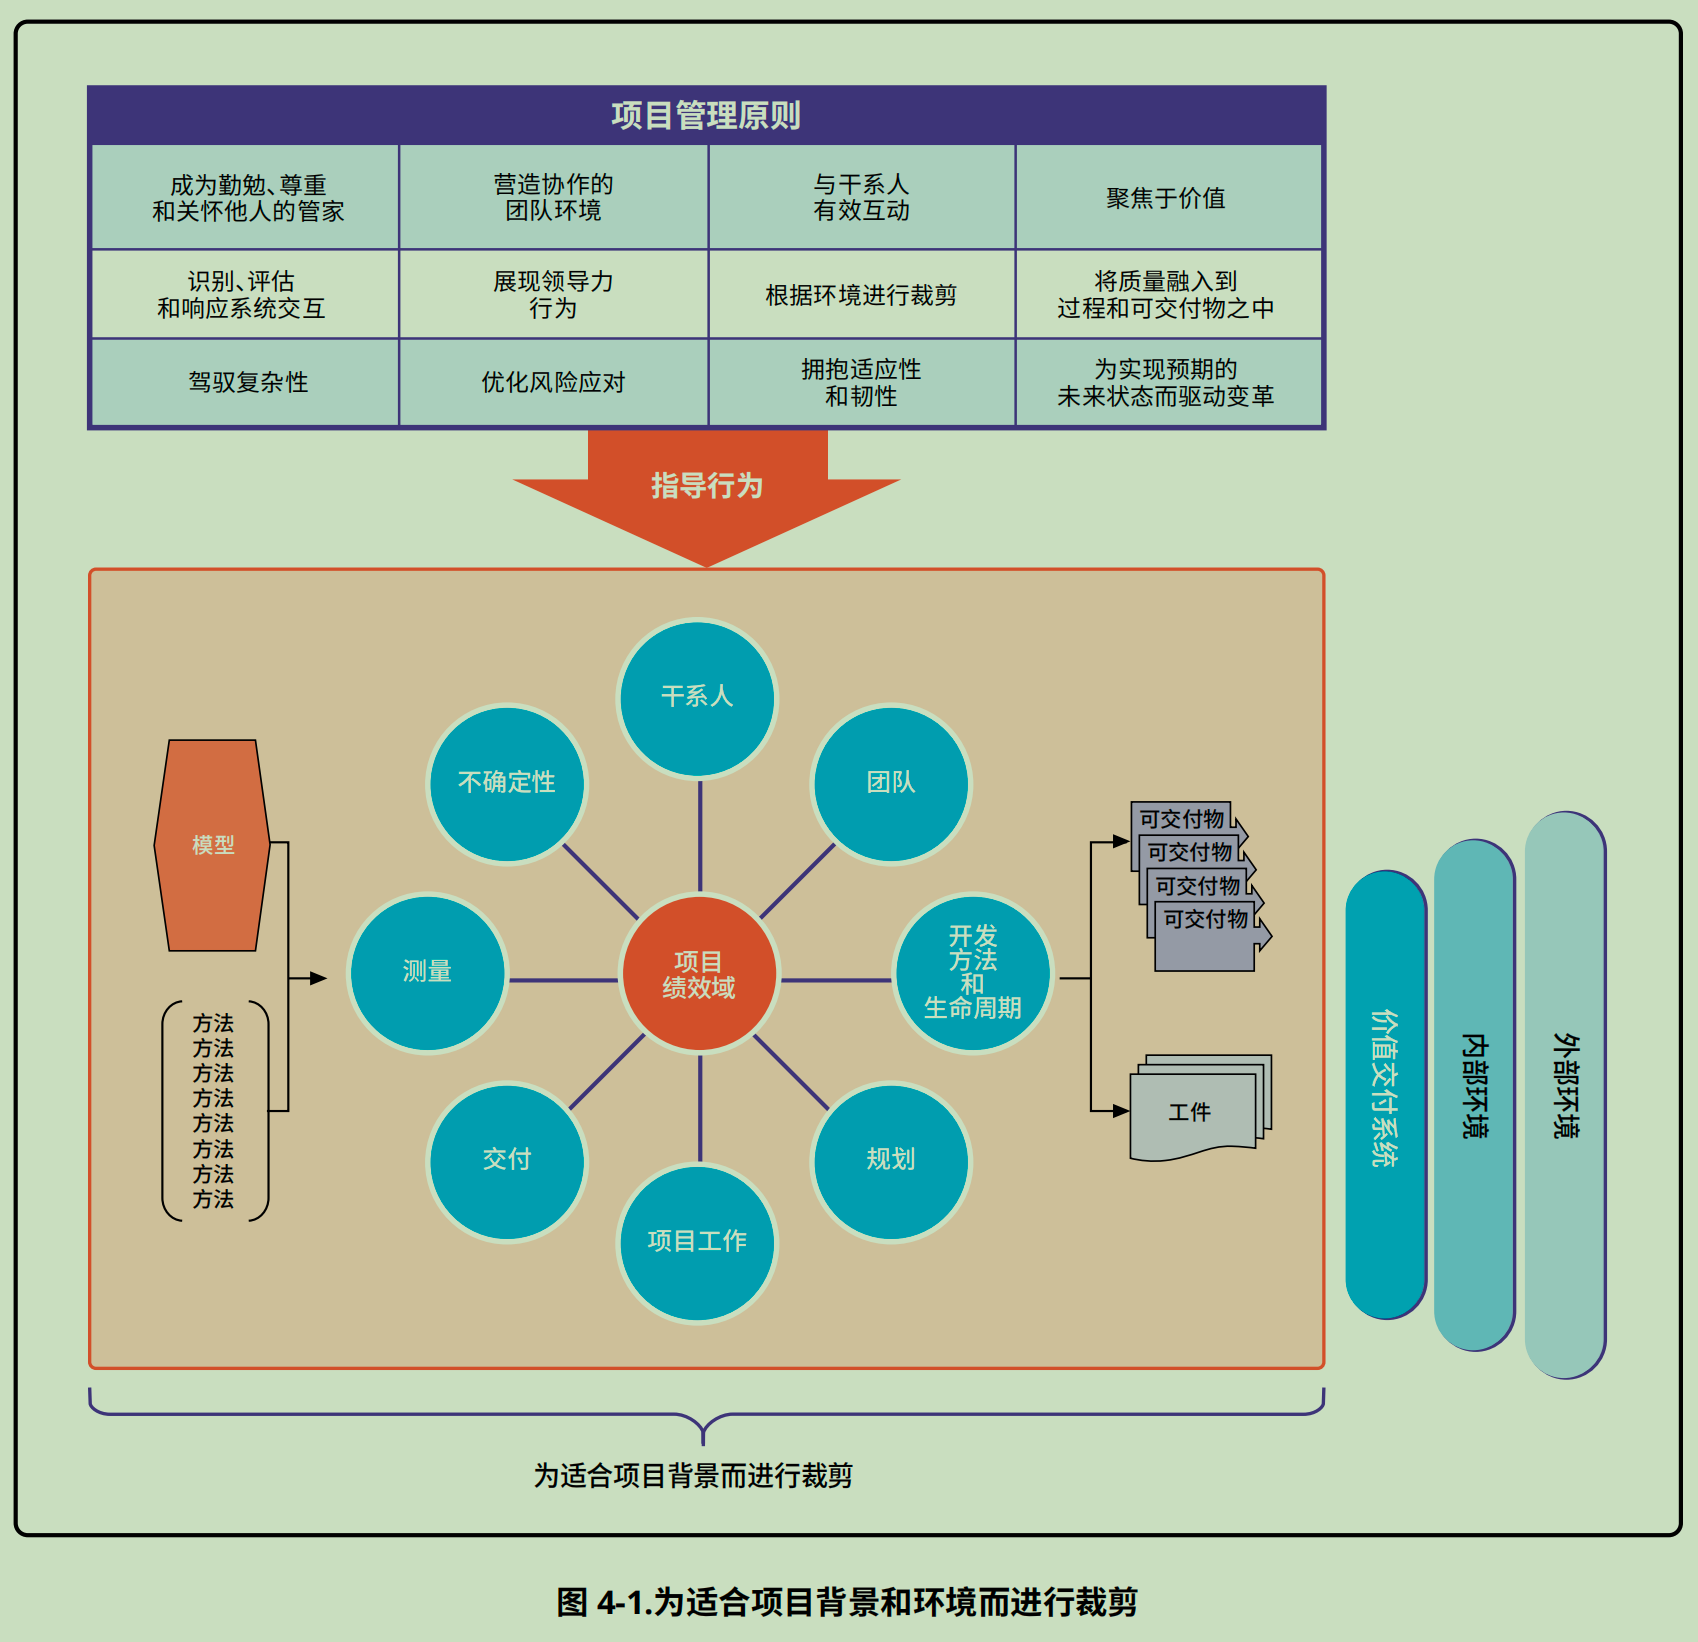 项目管理原则
成为勤勉、尊重
和关怀他人的管家
营造协作的
团队环境
与干系人
有效互动
聚焦于价值
识别、评估
和响应系统交互
展现领导力
行为
根据环境进行裁剪
将质量融入到
过程和可交付物之中
驾驭复杂性
优化风险应对
拥抱适应性
和韧性
为实现预期的
未来状态而驱动变革
指导行为
干系人
不确定性
团队
模型
测量
项目
绩效域
开发
方法
和
生命周期
可交付物
可交付物
可交付物
可交付物
方法
方法
方法
方法
方法
方法
方法
方法
交付
项目工作
规划
工件
价值交付系统
内部环境
外部环境
为适合项目背景而进行裁剪
图 4-1.为适合项目背景和环境而进行裁剪